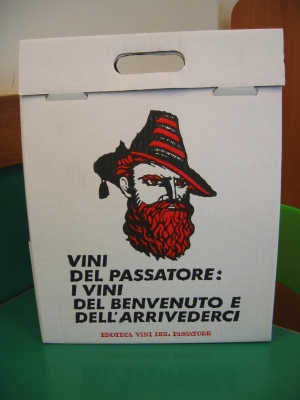 VINI
DEL PASSATORE:
I VINI
DEL BENVENUTO E
DELL'ARRIVEDERCI
ENOTECA VINI DEL PASSATORE